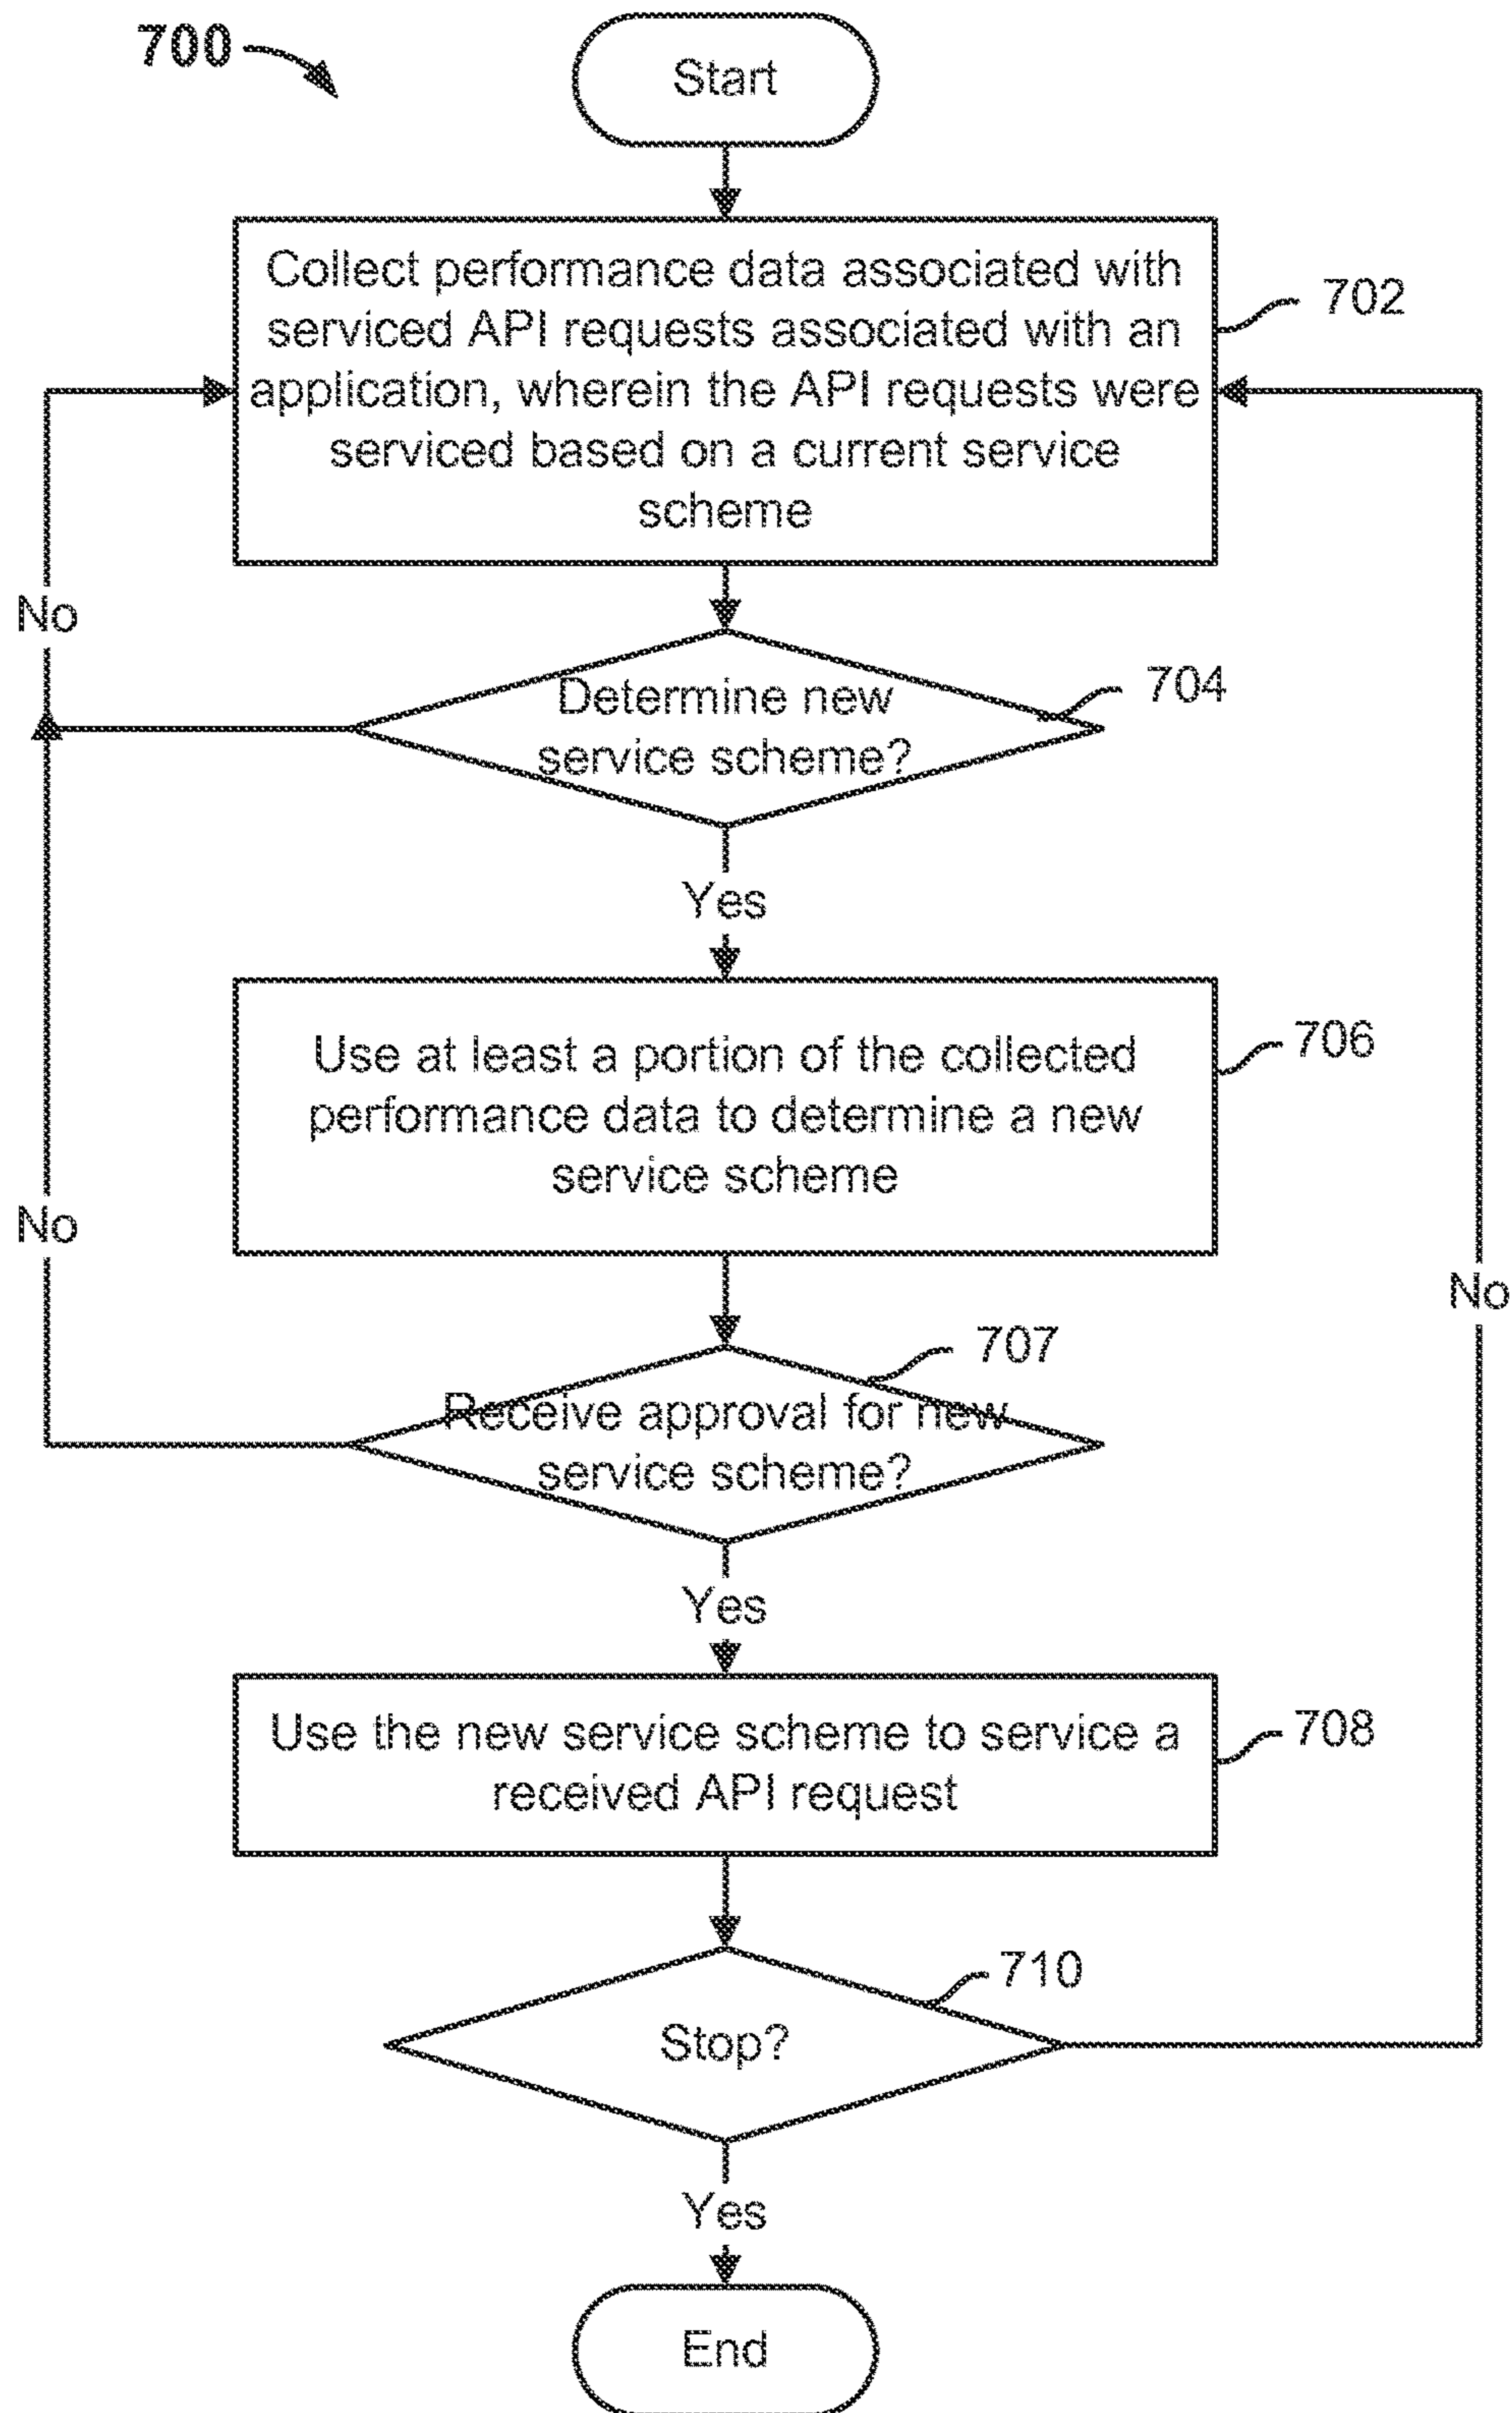 700
Start
Collect performance data associated with
serviced API requests associated with an
application, wherein the API requests were
serviced based on a current service
scheme
702
No
Determine new
service scheme?
704
Yes
Use at least a portion of the collected
performance data to determine a new
service scheme
706
No
No
Receive approval for new
service scheme?
707
Yes
Use the new service scheme to service a
received API request
708
Stop?
710
Yes
End